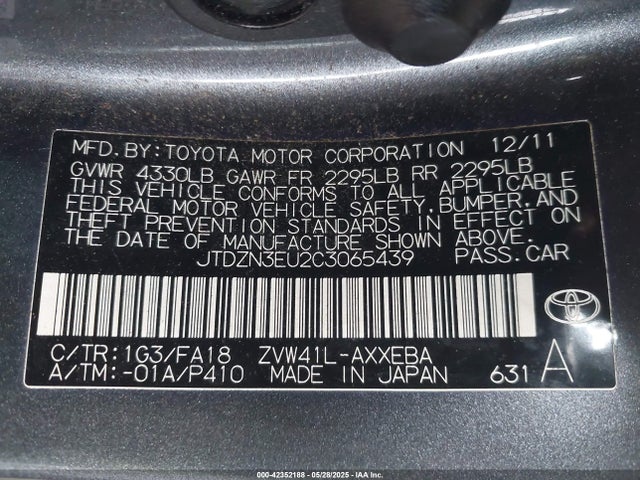 MFD.BY:TOYOTA MOTOR CORPORATION 12/11
GVWR 4330LB GAWR FR 2295LB RR 2295LB
THIS VEHICLE CONFORMS TO ALL APPLICABLE
FEDERAL MOTOR VEHICLE SAFETY,BUMPER,AND
THEFT PREVENTION STANDARDS IN EFFECT ON
THE DATE OF MANUFACTURE SHOWN ABOVE.
JTDZN3EU2C3065439 PASS.CAR
C/TR:1G3/FA18 ZVW41L-AXXEBA
A/TM:-01A/P410 MADE IN JAPAN 631 A
000-42352188 - 05/28/2025 - IAA Inc.